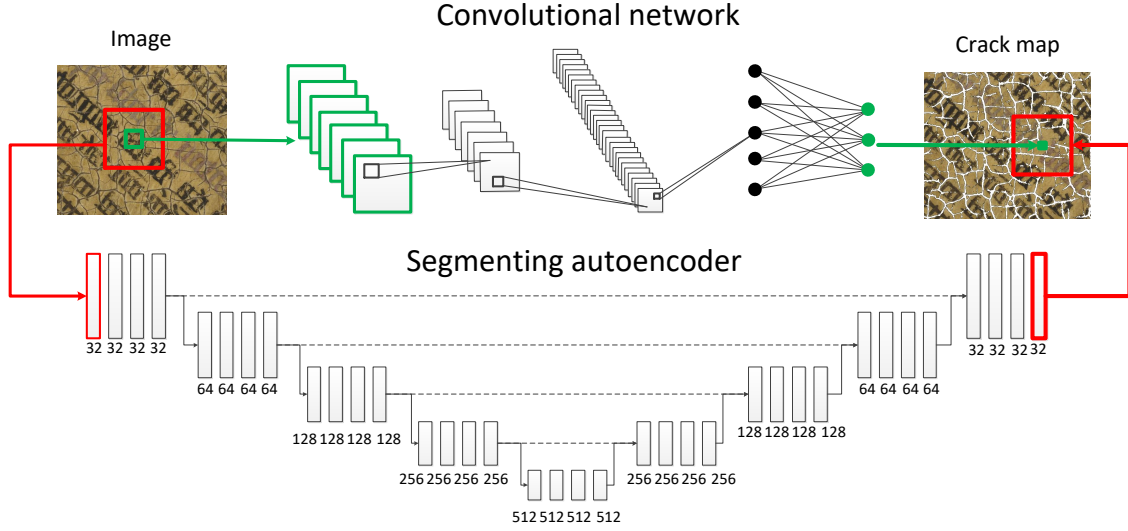 Convolutional network
Image
Crack map
Segmenting autoencoder
32 32 32 32
32 32 32 32
64 64 64 64
64 64 64 64
128 128 128 128
128 128 128 128
256 256 256 256
256 256 256 256
512 512 512 512